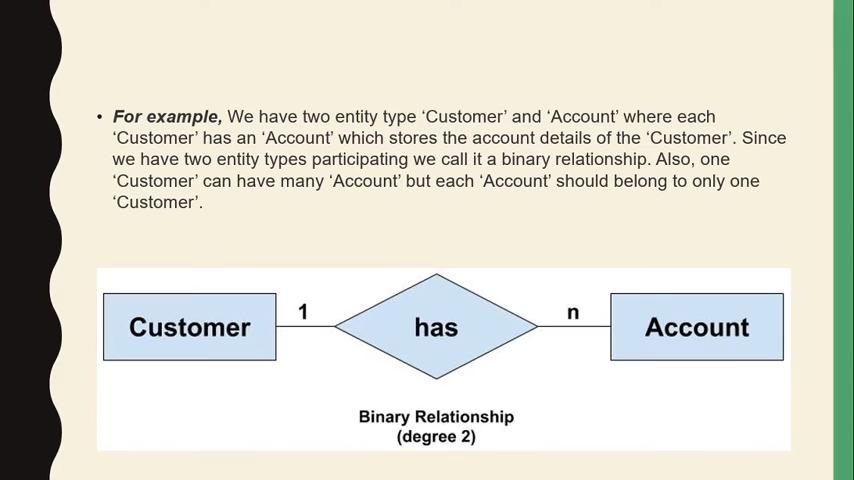 • For example, We have two entity type ‘Customer’ and ‘Account’ where each
‘Customer’ has an ‘Account’ which stores the account details of the ‘Customer’. Since
we have two entity types participating we call it a binary relationship. Also, one
‘Customer’ can have many ‘Account’ but each ‘Account’ should belong to only one
‘Customer’.
Customer 1 has n Account
Binary Relationship
(degree 2)